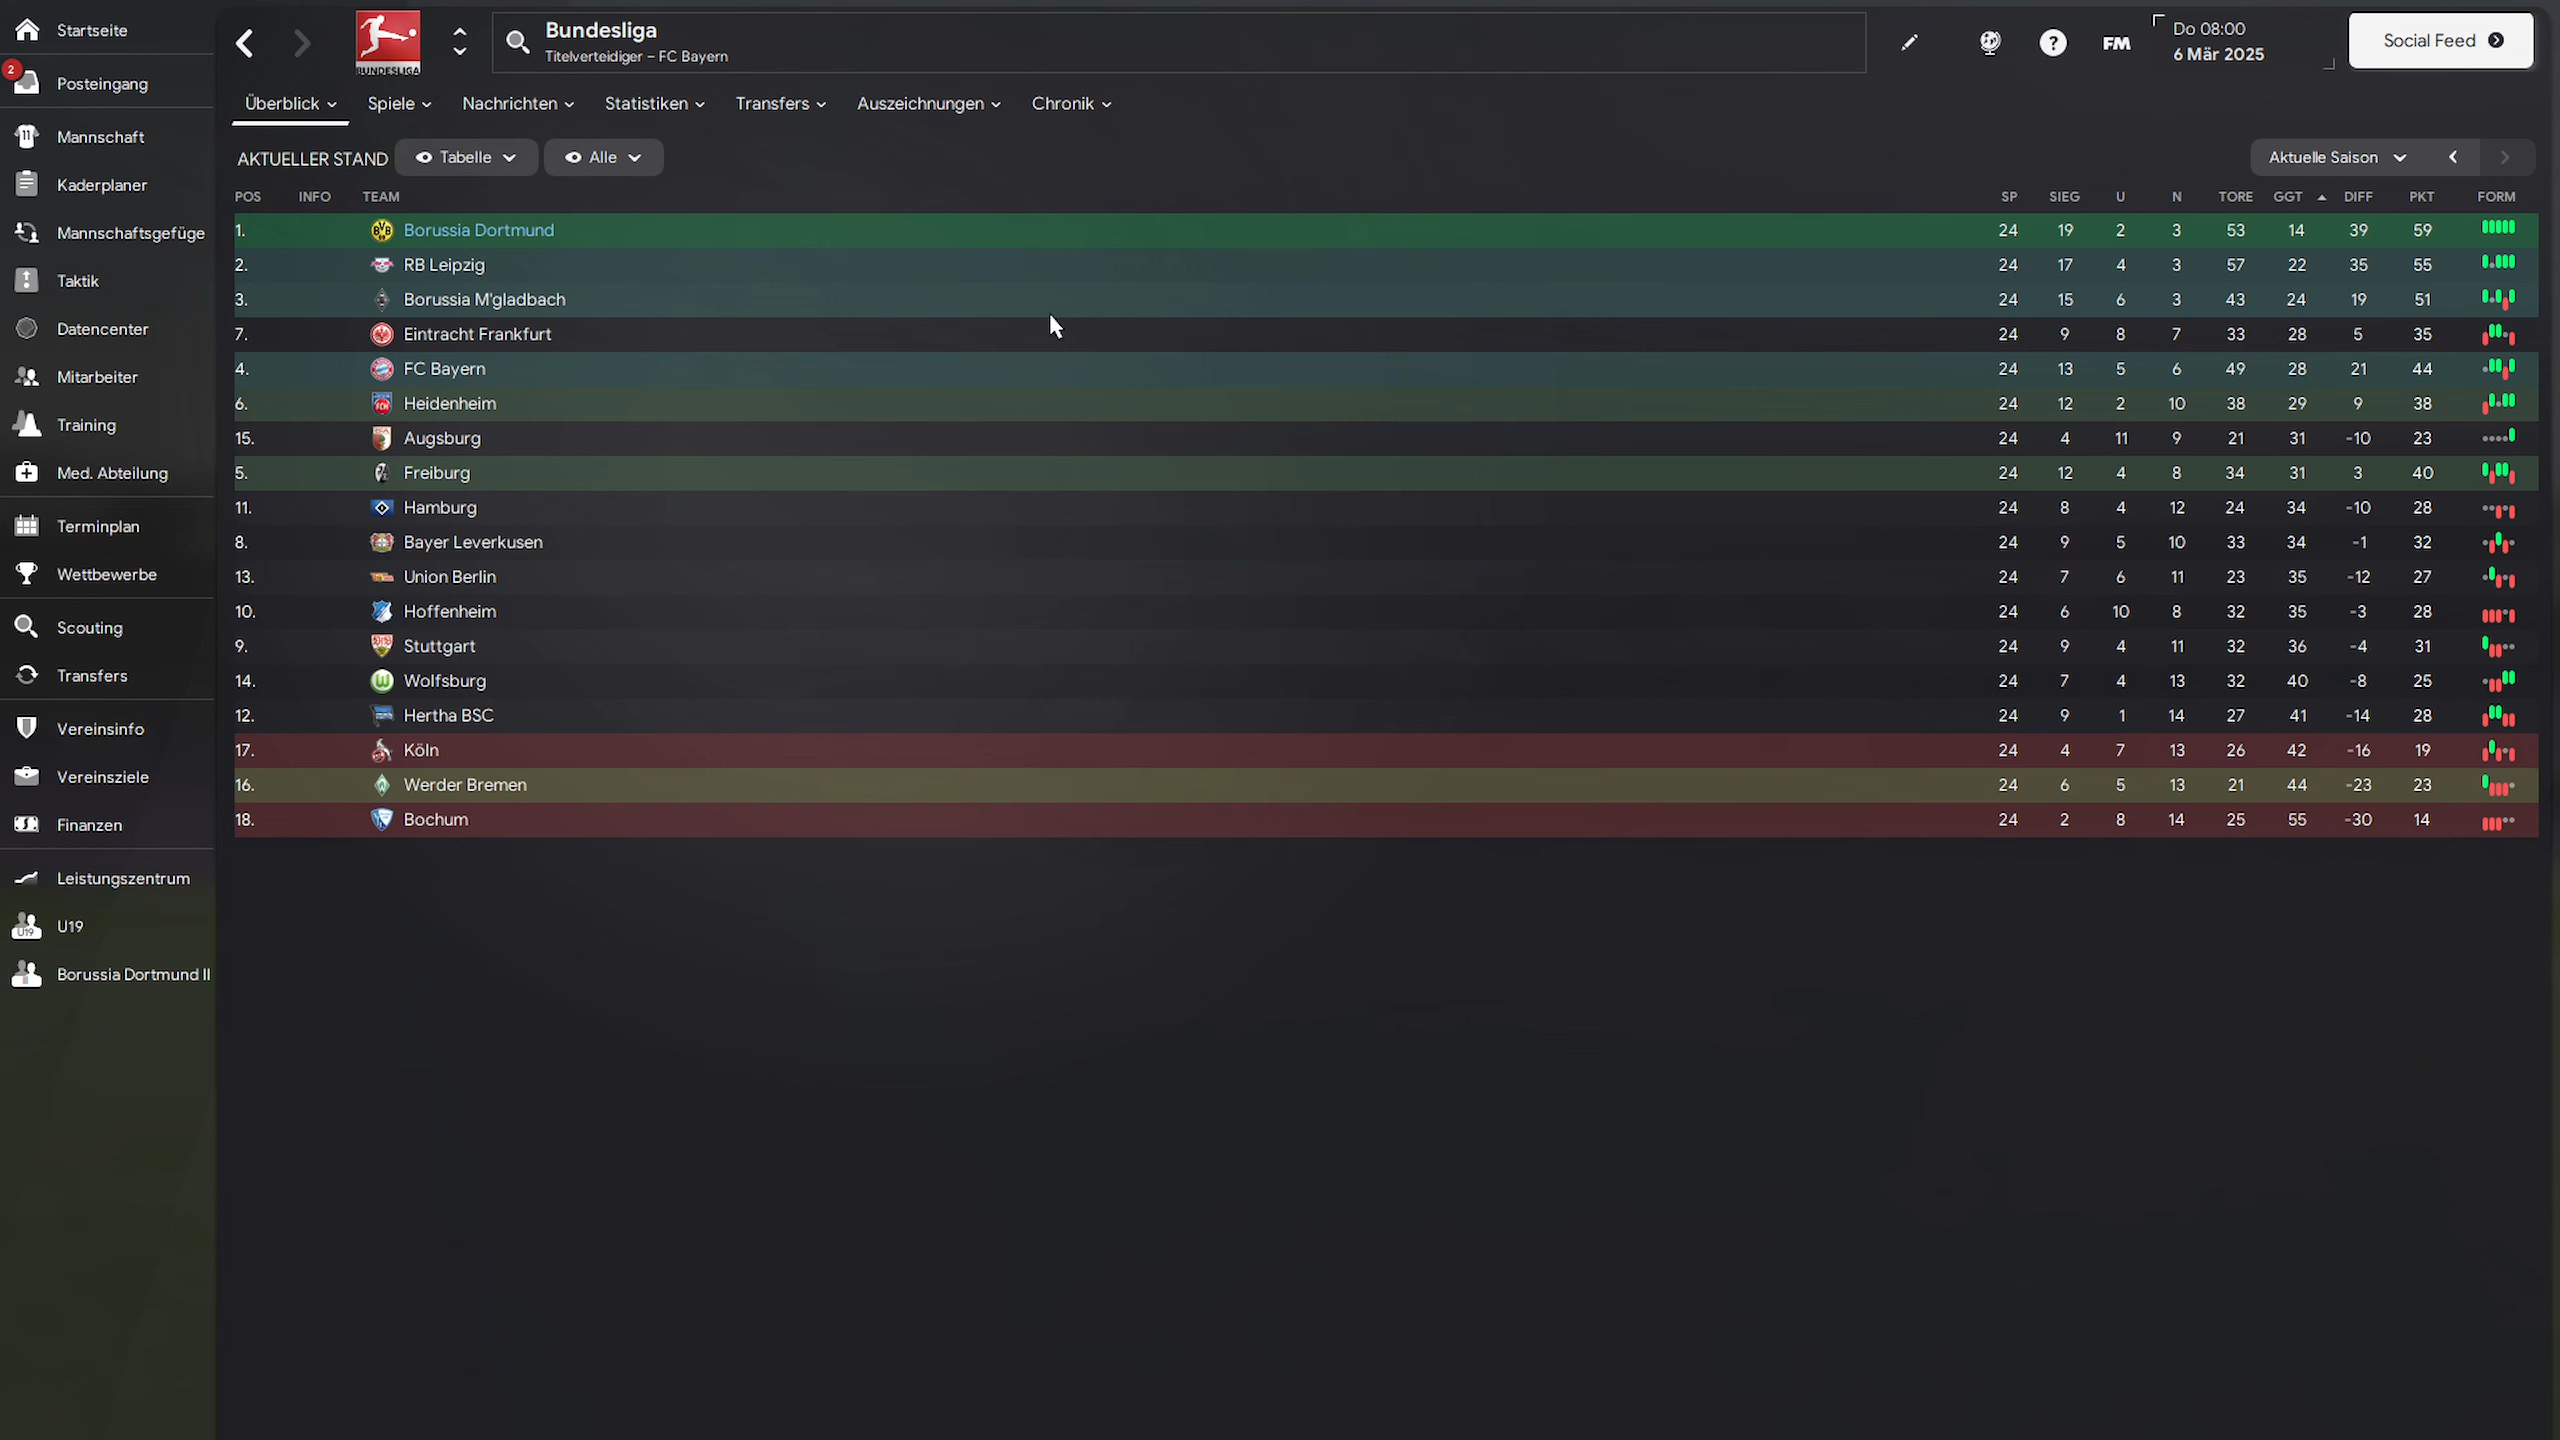 Startseite
2
Posteingang
Mannschaft
Kaderplaner
Mannschaftsgefüge
Taktik
Datencenter
Mitarbeiter
Training
Med. Abteilung
Terminplan
Wettbewerbe
Scouting
Transfers
Vereinsinfo
Vereinsziele
Finanzen
Leistungszentrum
U19
Borussia Dortmund II
BUNDESLIGA
Bundesliga
Titelverteidiger – FC Bayern
FM
Do 08:00
6 Mär 2025
Social Feed
Überblick Spiele Nachrichten Statistiken Transfers Auszeichnungen Chronik
AKTUELLER STAND Tabelle Alle Aktuelle Saison
POS INFO TEAM SP SIEG U N TORE GGT DIFF PKT FORM
1. Borussia Dortmund 24 19 2 3 53 14 39 59
2. RB Leipzig 24 17 4 3 57 22 35 55
3. Borussia M'gladbach 24 15 6 3 43 24 19 51
7. Eintracht Frankfurt 24 9 8 7 33 28 5 35
4. FC Bayern 24 13 5 6 49 28 21 44
6. Heidenheim 24 12 2 10 38 29 9 38
15. Augsburg 24 4 11 9 21 31 -10 23
5. Freiburg 24 12 4 8 34 31 3 40
11. Hamburg 24 8 4 12 24 34 -10 28
8. Bayer Leverkusen 24 9 5 10 33 34 -1 32
13. Union Berlin 24 7 6 11 23 35 -12 27
10. Hoffenheim 24 6 10 8 32 35 -3 28
9. Stuttgart 24 9 4 11 32 36 -4 31
14. Wolfsburg 24 7 4 13 32 40 -8 25
12. Hertha BSC 24 9 1 14 27 41 -14 28
17. Köln 24 4 7 13 26 42 -16 19
16. Werder Bremen 24 6 5 13 21 44 -23 23
18. Bochum 24 2 8 14 25 55 -30 14